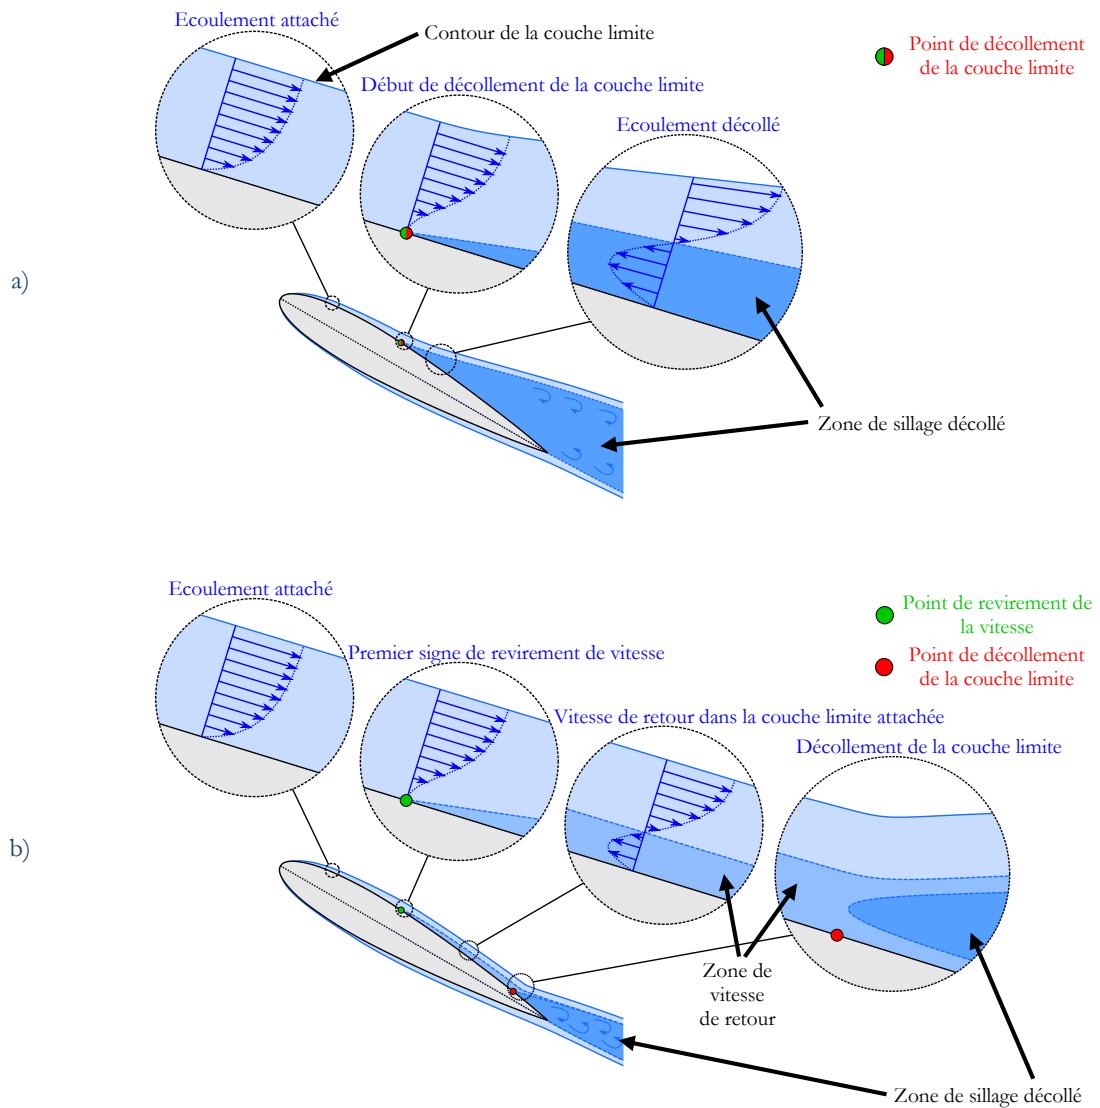 Ecoulement attaché
Contour de la couche limite
Point de décollement
de la couche limite
Début de décollement de la couche limite
Ecoulement décollé
a)
Zone de sillage décollé
Ecoulement attaché
Point de revirement de
la vitesse
Premier signe de revirement de vitesse
Point de décollement
de la couche limite
Vitesse de retour dans la couche limite attachée
Décollement de la couche limite
b)
Zone de
vitesse
de retour
Zone de sillage décollé